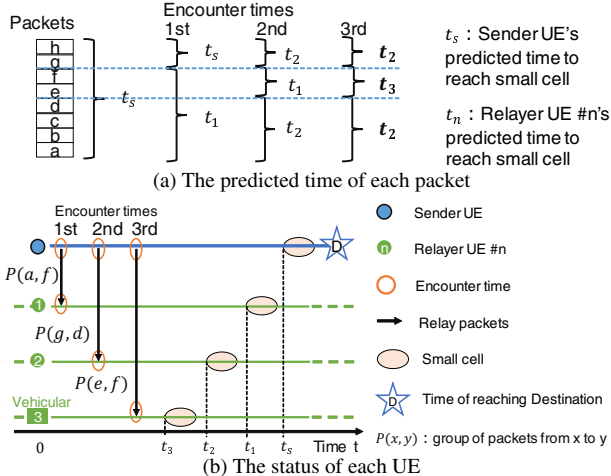 Encounter times
Packets
1st 2nd 3rd
h
g
f
e
d
c
b
a
t_s
t_s
t_1
t_2
t_1
t_2
t_2
t_3
t_2
t_s : Sender UE's
predicted time to
reach small cell
t_n : Relayer UE #n's
predicted time to
reach small cell
(a) The predicted time of each packet
Encounter times
1st 2nd 3rd
D
P(a, f)
1
P(g, d)
2
P(e, f)
Vehicular
3
0
t_3
t_2
t_1
t_s
Time t
Sender UE
n Relayer UE #n
Encounter time
Relay packets
Small cell
D Time of reaching Destination
P(x, y) : group of packets from x to y
(b) The status of each UE